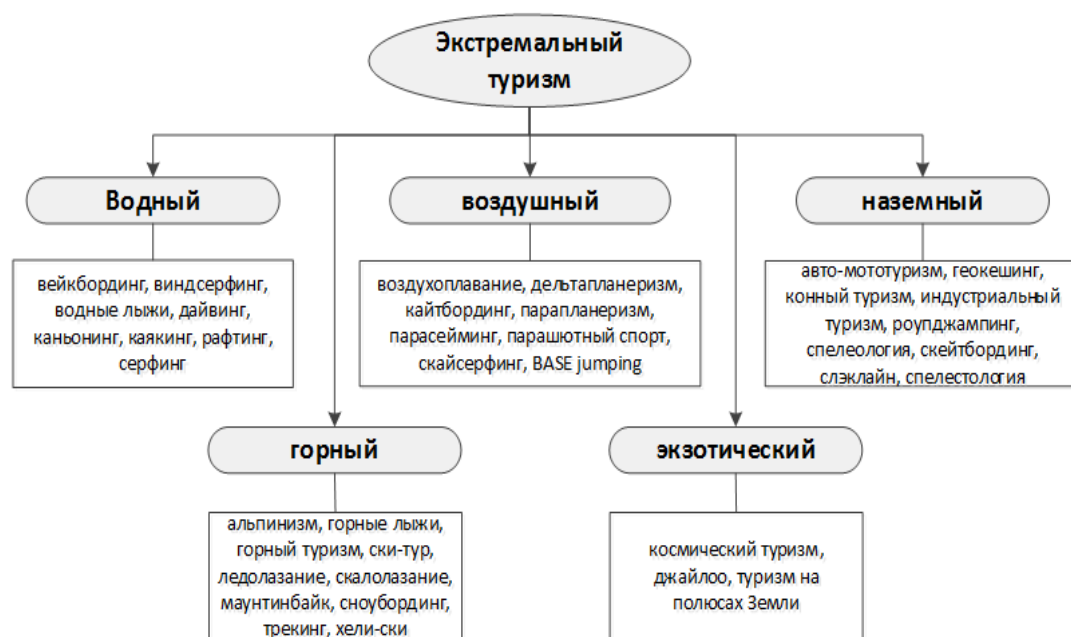 Экстремальный
туризм
Водный
воздушный
наземный
вейкбординг, виндсерфинг,
водные лыжи, дайвинг,
каньонинг, каякинг, рафтинг,
серфинг
воздухоплавание, дельтапланеризм,
кайтбординг, парапланеризм,
парасейминг, парашютный спорт,
скайсерфинг, BASE jumping
авто-мототуризм, геокешинг,
конный туризм, индустриальный
туризм, роупджампинг,
спелеология, скейтбординг,
слэклайн, спелестология
горный
экзотический
альпинизм, горные лыжи,
горный туризм, ски-тур,
ледолазание, скалолазание,
маунтинбайк, сноубординг,
трекинг, хели-ски
космический туризм,
джайлоо, туризм на
полюсах Земли